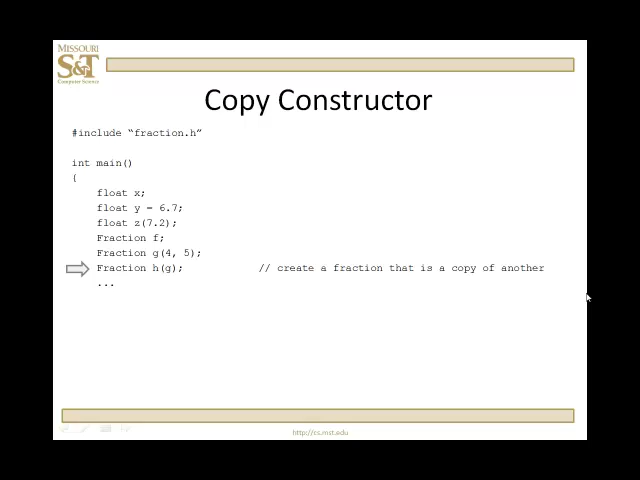 MISSOURI
S&T
Computer Science
Copy Constructor
#include “fraction.h”
int main()
{
float x;
float y = 6.7;
float z(7.2);
Fraction f;
Fraction g(4, 5);
Fraction h(g); // create a fraction that is a copy of another
...
http://cs.mst.edu